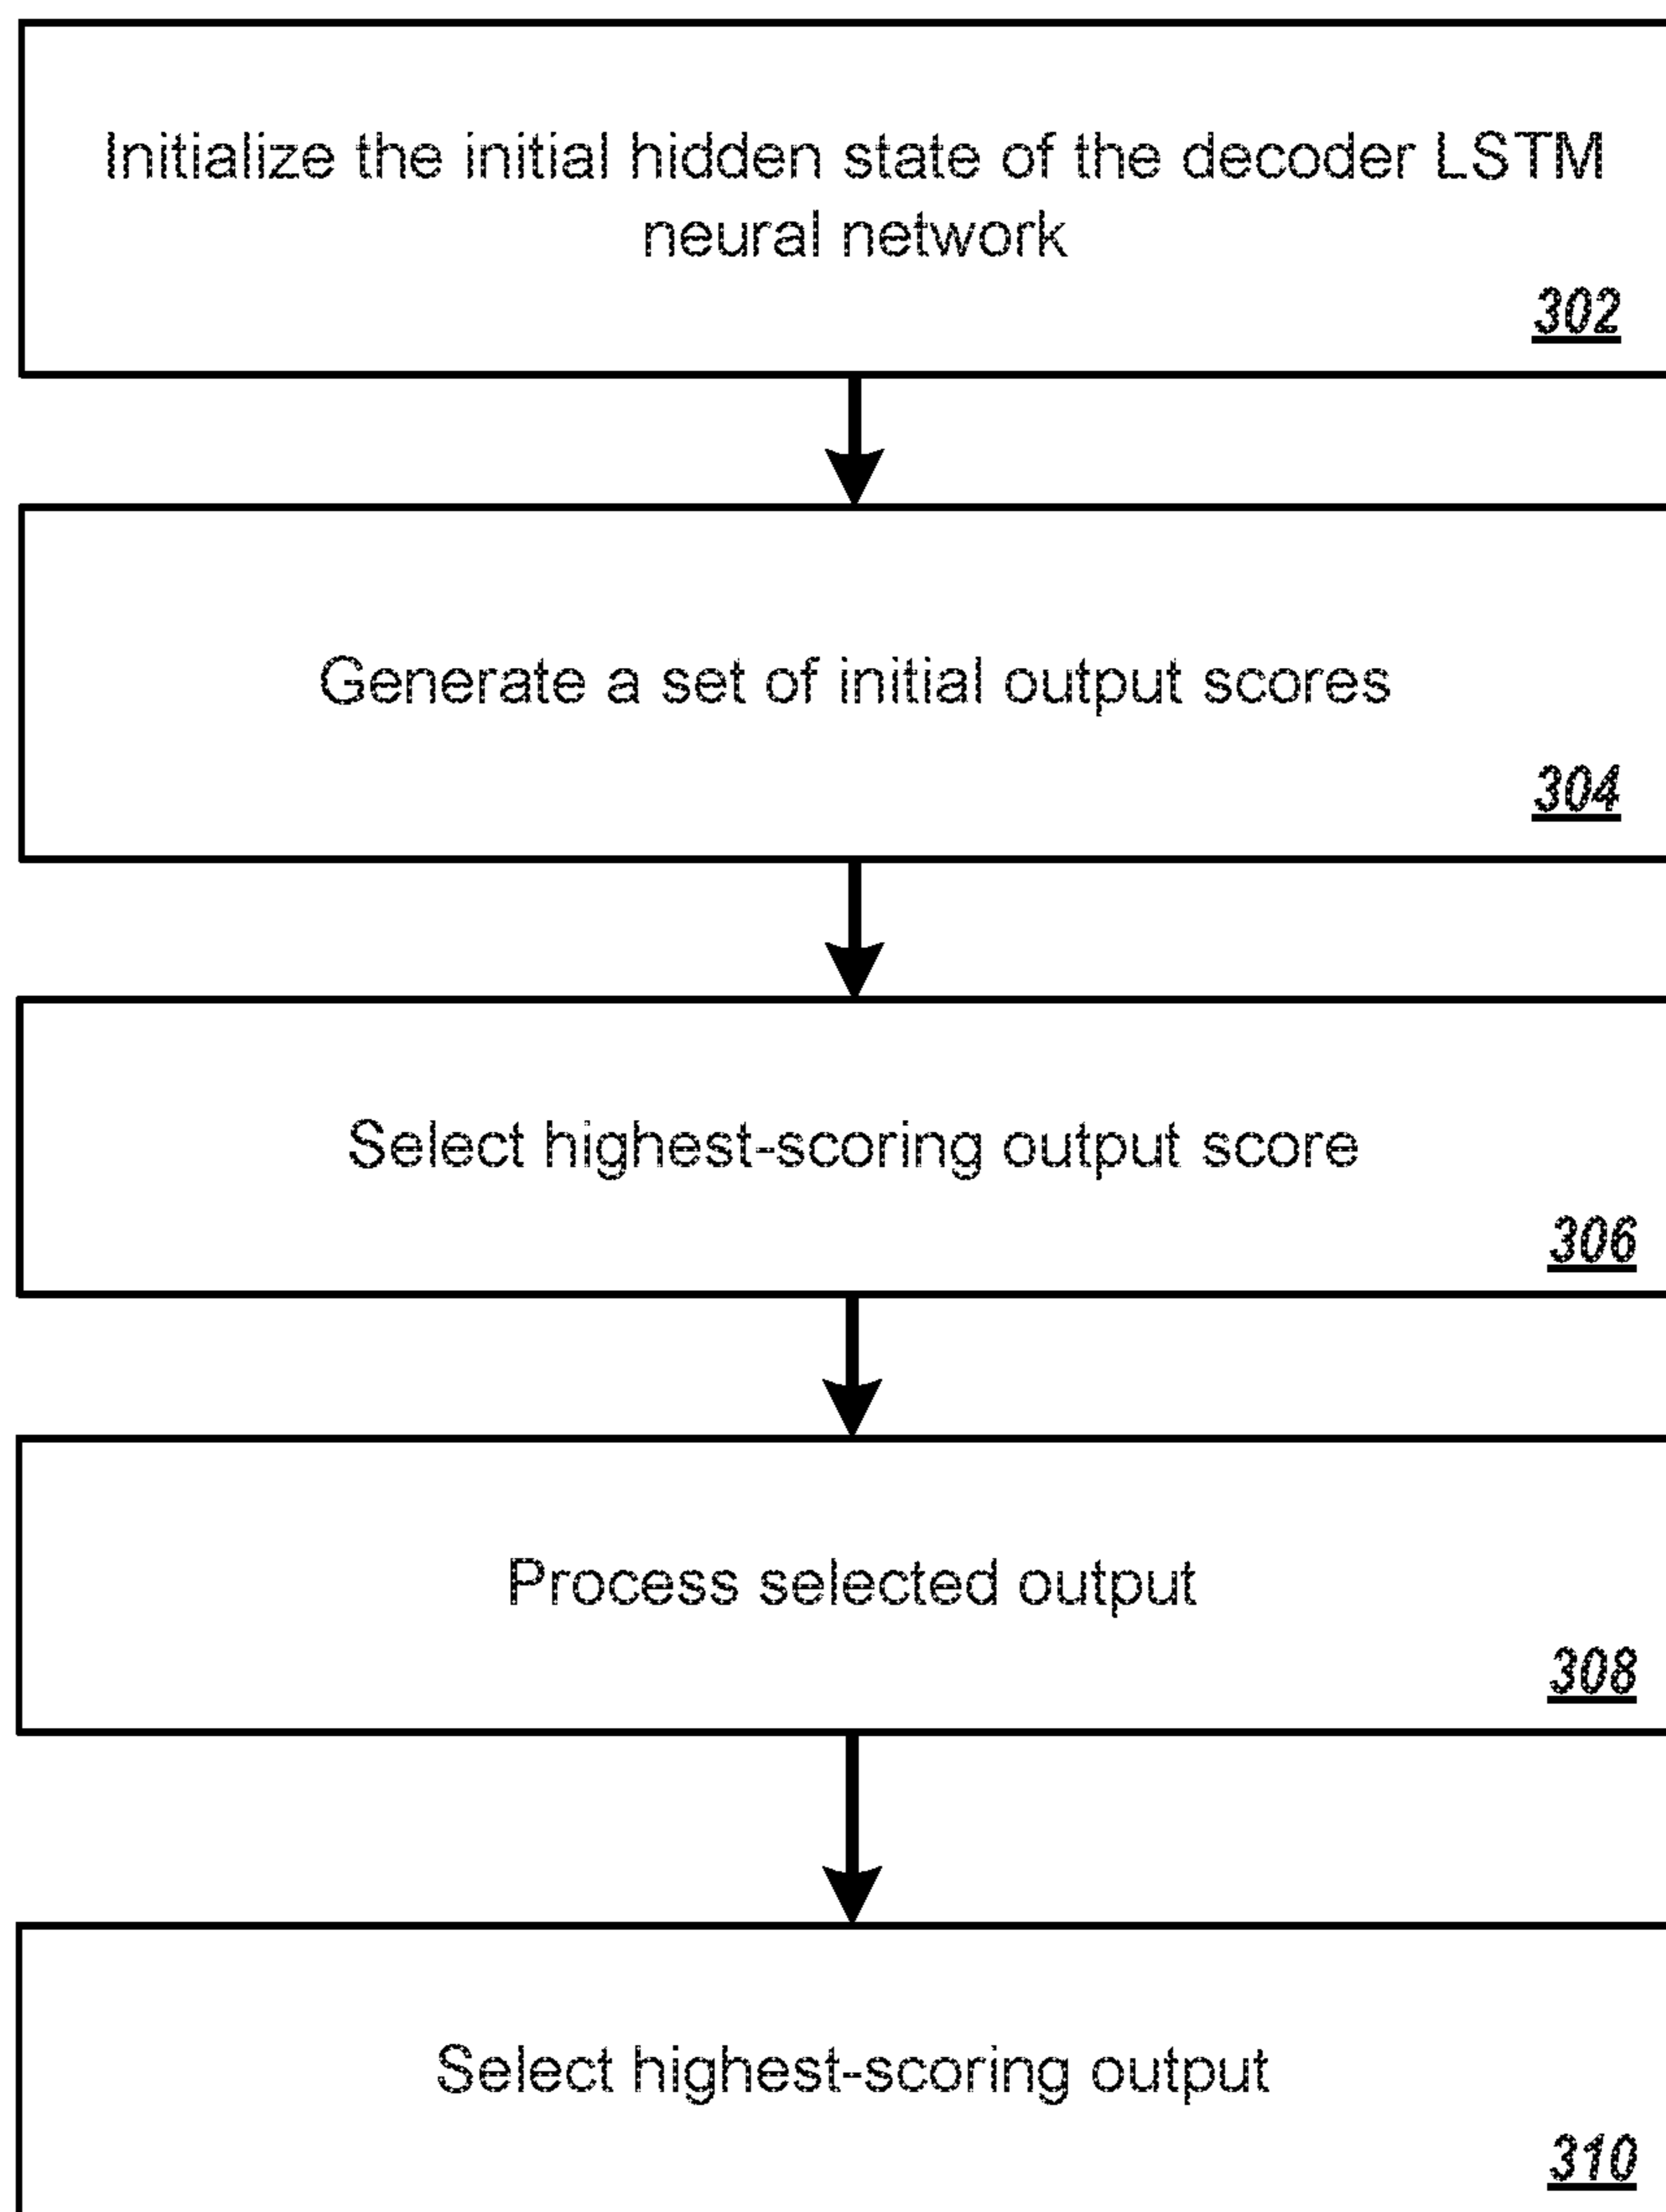 Initialize the initial hidden state of the decoder LSTM
neural network
302
Generate a set of initial output scores
304
Select highest-scoring output score
306
Process selected output
308
Select highest-scoring output
310